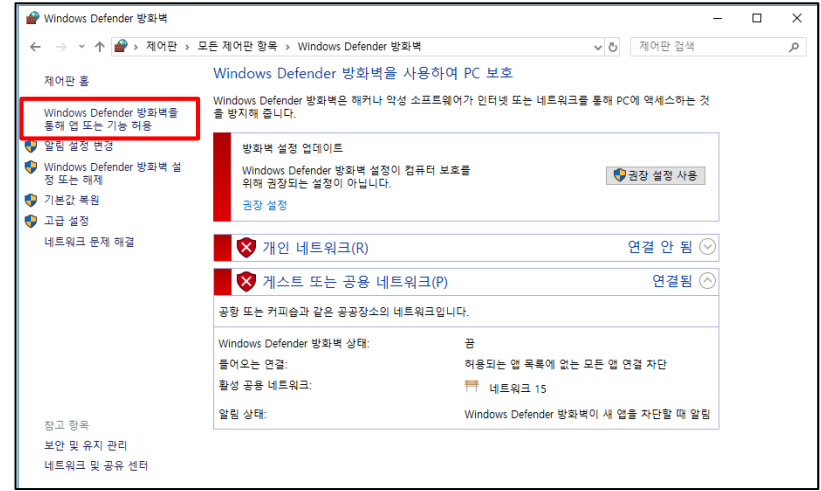 Windows Defender 방화벽
제어판 › 모든 제어판 항목 › Windows Defender 방화벽
제어판 검색
제어판 홈
Windows Defender 방화벽을
통해 앱 또는 기능 허용
알림 설정 변경
Windows Defender 방화벽 설
정 또는 해제
기본값 복원
고급 설정
네트워크 문제 해결
참고 항목
보안 및 유지 관리
네트워크 및 공유 센터
Windows Defender 방화벽을 사용하여 PC 보호
Windows Defender 방화벽은 해커나 악성 소프트웨어가 인터넷 또는 네트워크를 통해 PC에 액세스하는 것
을 방지해 줍니다.
방화벽 설정 업데이트
Windows Defender 방화벽 설정이 컴퓨터 보호를
위해 권장되는 설정이 아닙니다.
권장 설정 사용
권장 설정
개인 네트워크(R) 연결 안 됨
게스트 또는 공용 네트워크(P) 연결됨
공항 또는 커피숍과 같은 공공장소의 네트워크입니다.
Windows Defender 방화벽 상태: 끔
들어오는 연결: 허용되는 앱 목록에 없는 모든 앱 연결 차단
활성 공용 네트워크: 네트워크 15
알림 상태: Windows Defender 방화벽이 새 앱을 차단할 때 알림